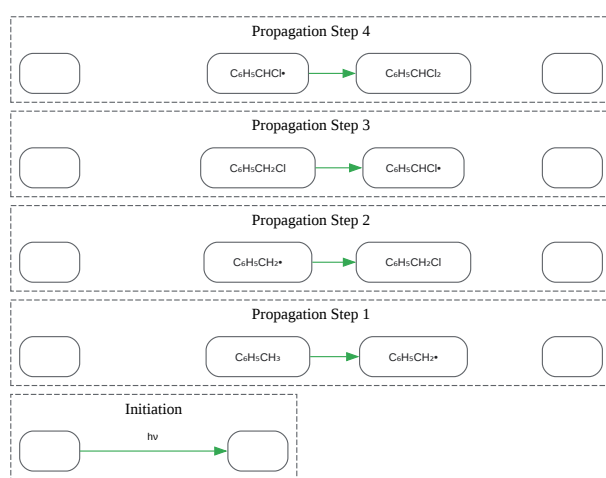 Propagation Step 4
C₆H₅CHCl•
C₆H₅CHCl₂
Propagation Step 3
C₆H₅CH₂Cl
C₆H₅CHCl•
Propagation Step 2
C₆H₅CH₂•
C₆H₅CH₂Cl
Propagation Step 1
C₆H₅CH₃
C₆H₅CH₂•
Initiation
hν